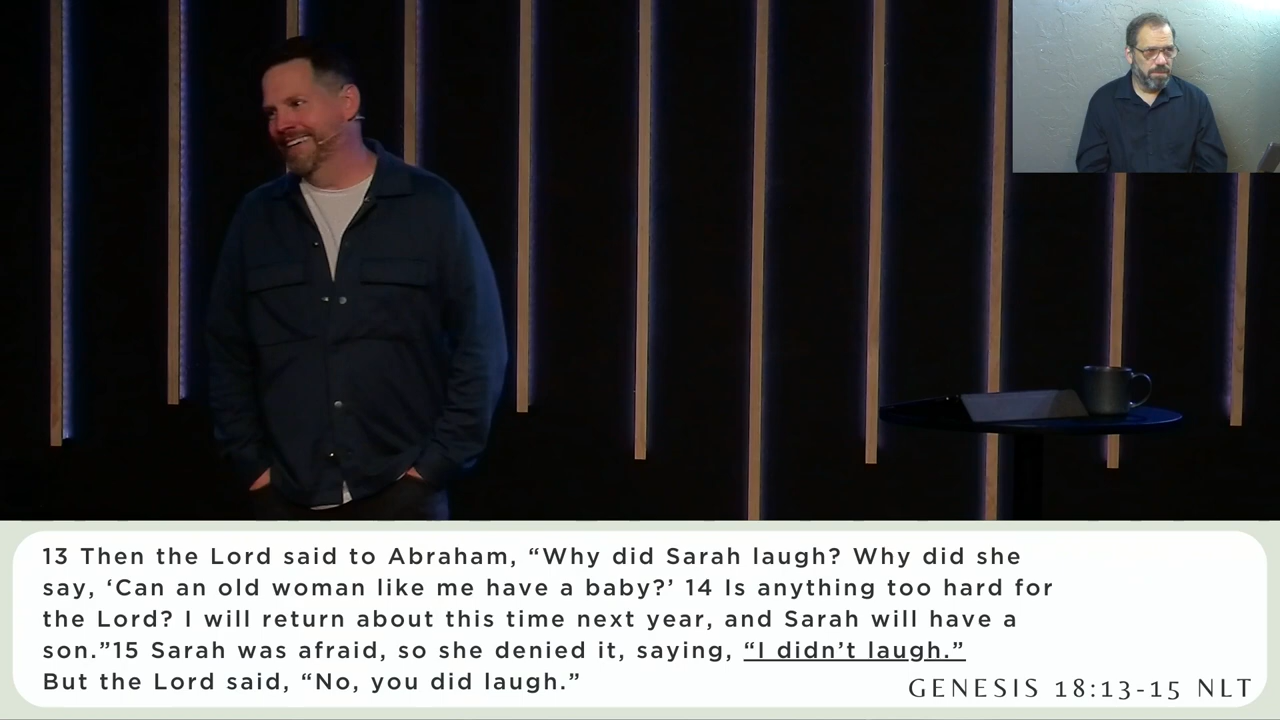 13 Then the Lord said to Abraham, “Why did Sarah laugh? Why did she
say, ‘Can an old woman like me have a baby?’ 14 Is anything too hard for
the Lord? I will return about this time next year, and Sarah will have a
son.”15 Sarah was afraid, so she denied it, saying, “I didn’t laugh.”
But the Lord said, “No, you did laugh.”
GENESIS 18:13-15 NLT